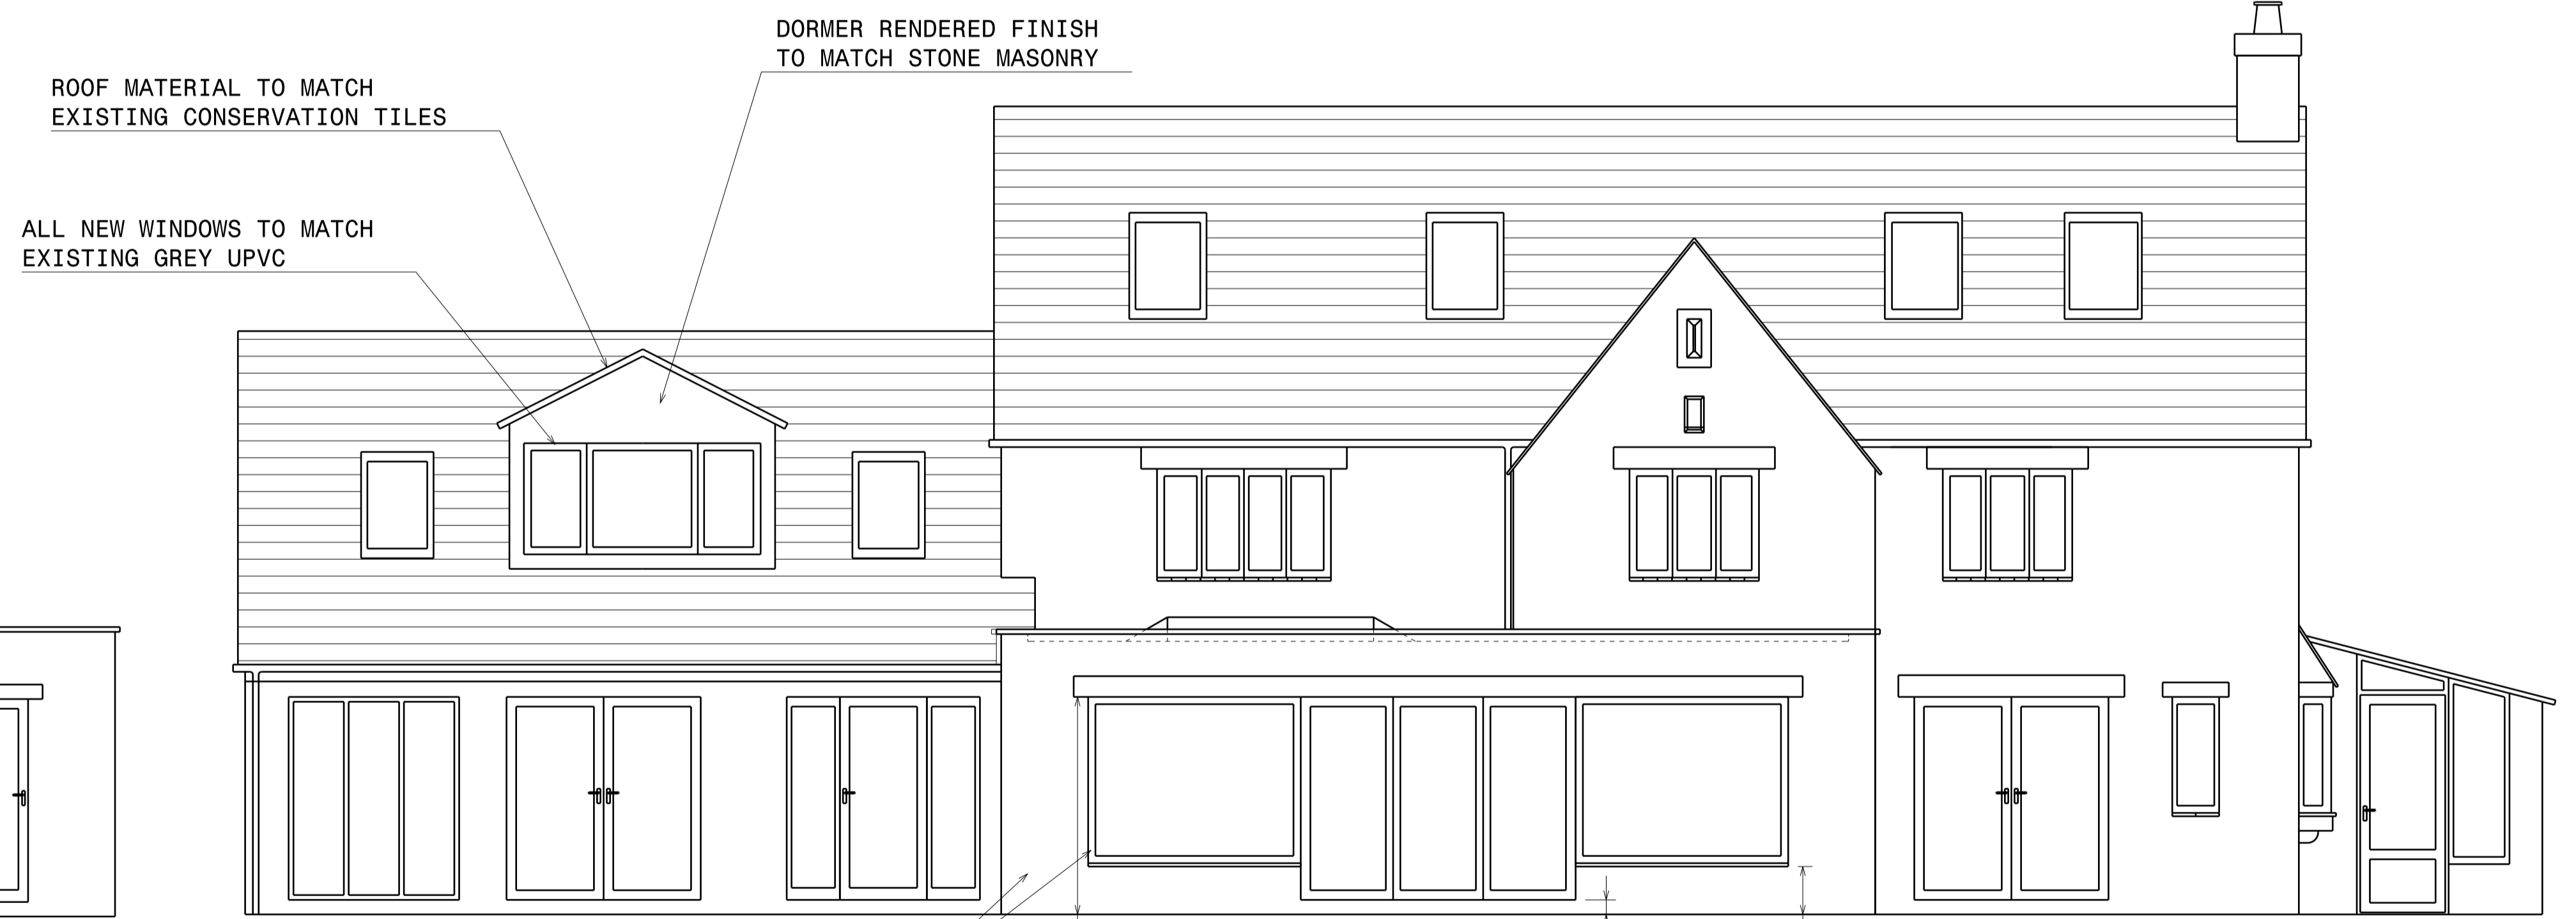 DORMER RENDERED FINISH
TO MATCH STONE MASONRY
ROOF MATERIAL TO MATCH
EXISTING CONSERVATION TILES
ALL NEW WINDOWS TO MATCH
EXISTING GREY UPVC